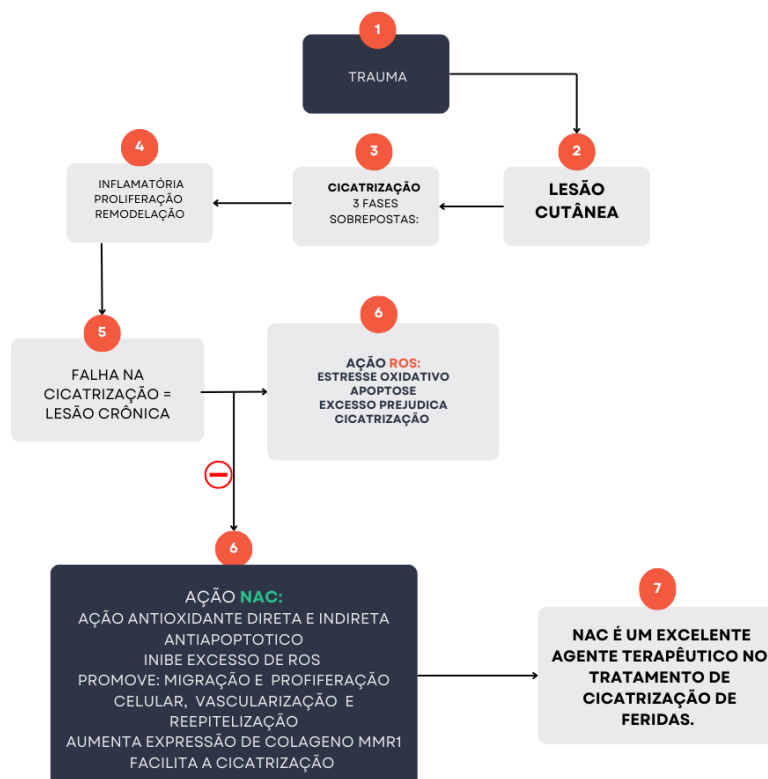 1
TRAUMA
2
LESÃO
CUTÂNEA
3
CICATRIZAÇÃO
3 FASES
SOBREPOSTAS:
4
INFLAMATÓRIA
PROLIFERAÇÃO
REMODELAÇÃO
5
FALHA NA
CICATRIZAÇÃO =
LESÃO CRÔNICA
6
AÇÃO ROS:
ESTRESSE OXIDATIVO
APOPTOSE
EXCESSO PREJUDICA
CICATRIZAÇÃO
6
AÇÃO NAC:
AÇÃO ANTIOXIDANTE DIRETA E INDIRETA
ANTIAPOPTOTICO
INIBE EXCESSO DE ROS
PROMOVE: MIGRAÇÃO E PROFIFERAÇÃO
CELULAR, VASCULARIZAÇÃO E
REEPITELIZAÇÃO
AUMENTA EXPRESSÃO DE COLAGENO MMR1
FACILITA A CICATRIZAÇÃO
7
NAC É UM EXCELENTE
AGENTE TERAPÊUTICO NO
TRATAMENTO DE
CICATRIZAÇÃO DE
FERIDAS.